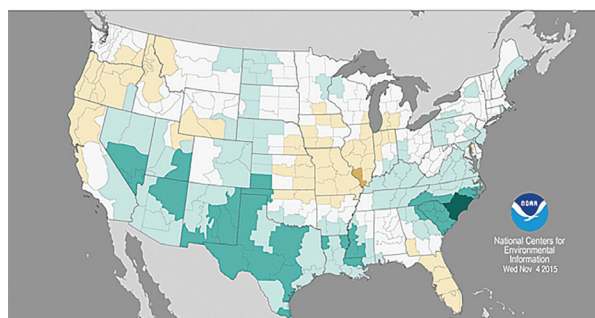 NOAA
National Centers for
Environmental
Information
Wed Nov 4 2015